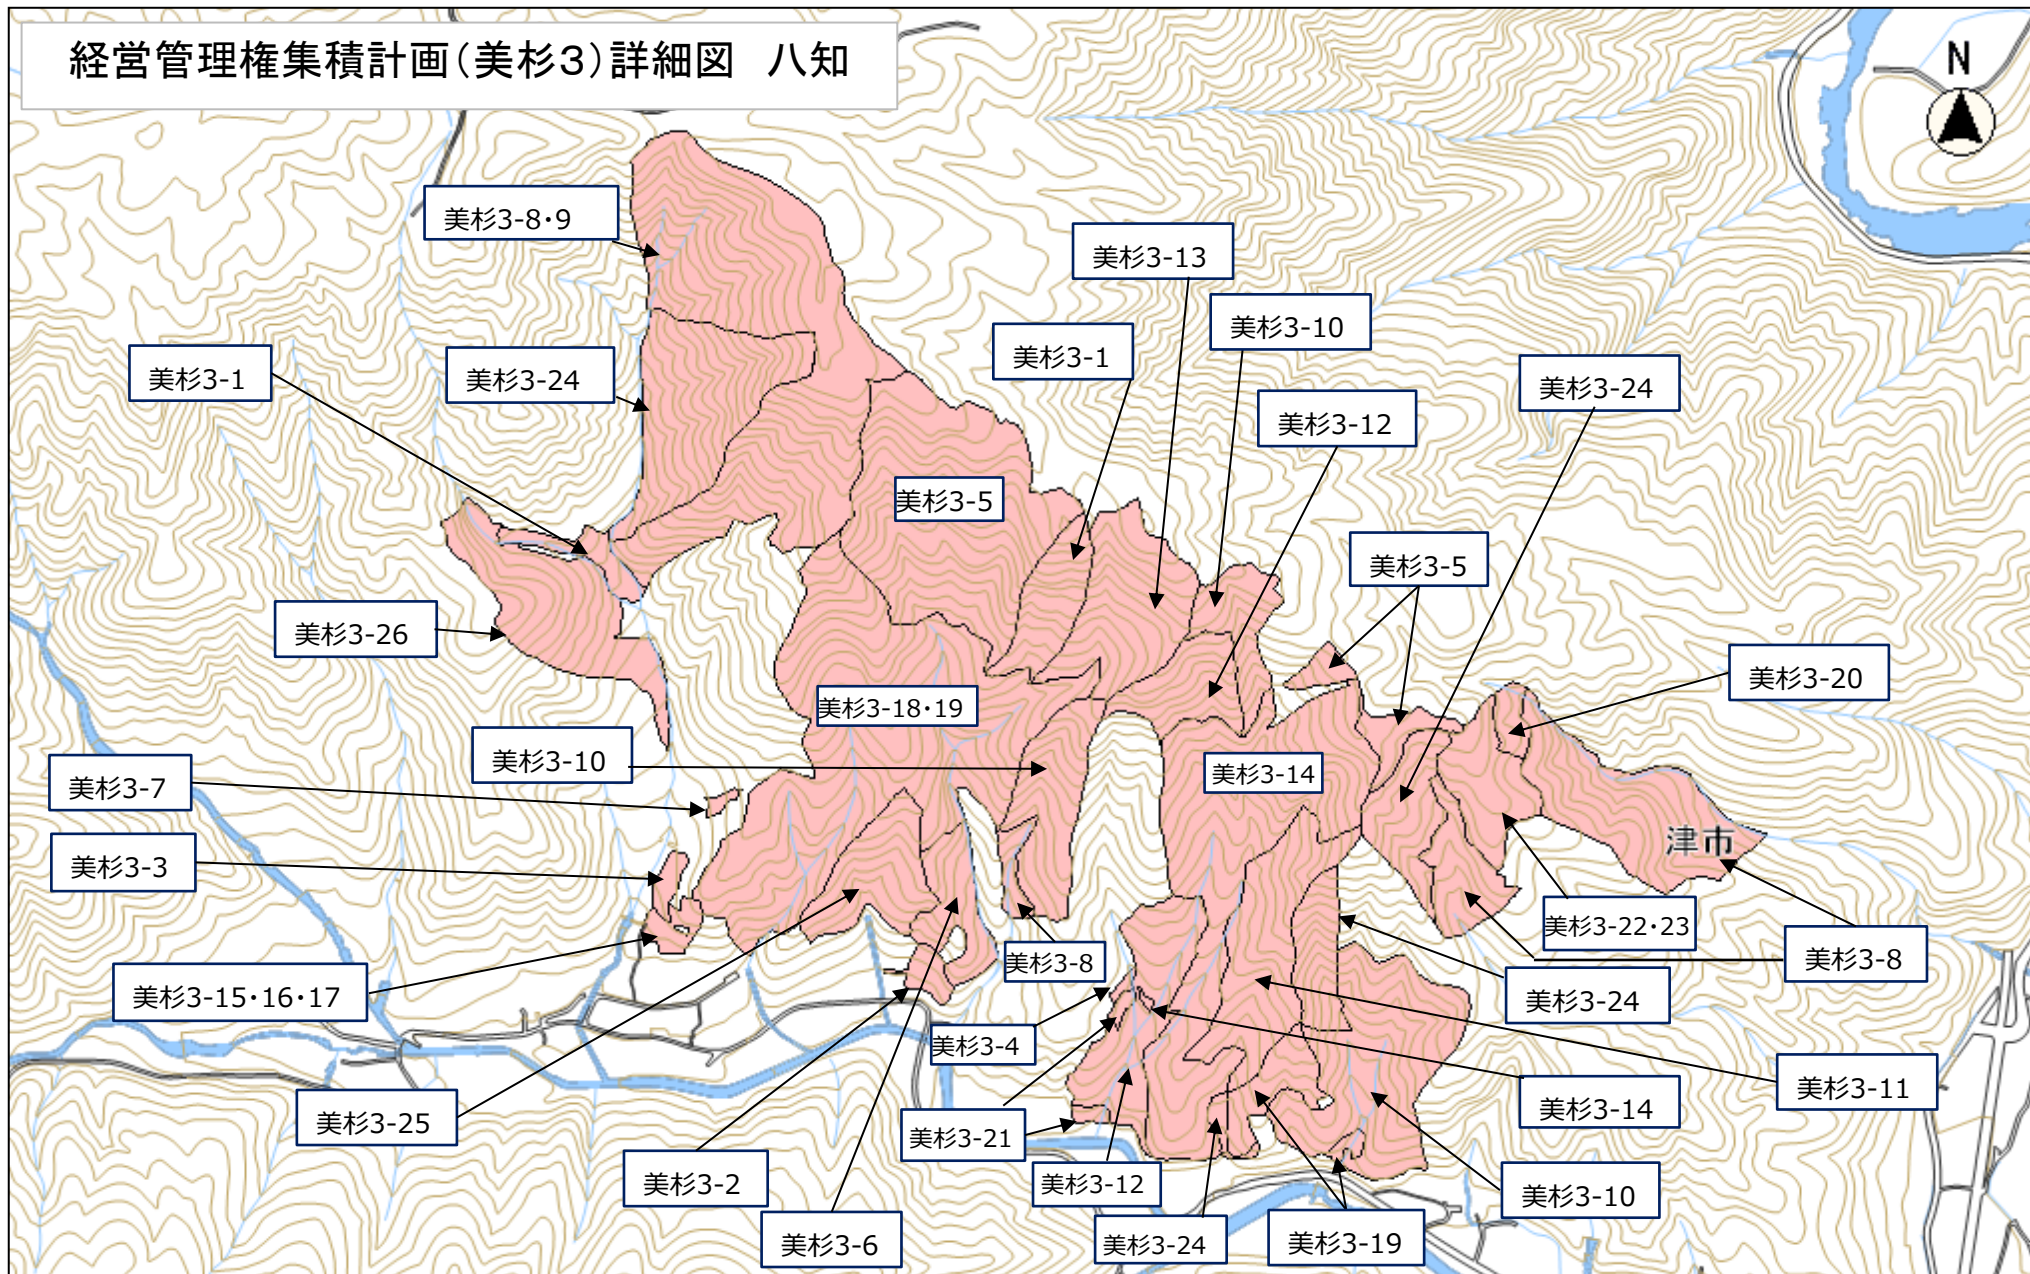 経営管理権集積計画(美杉3)詳細図　八知
N
美杉3-8・9
美杉3-13
美杉3-10
美杉3-1
美杉3-1
美杉3-24
美杉3-24
美杉3-12
美杉3-5
美杉3-5
美杉3-26
美杉3-20
美杉3-18・19
美杉3-10
美杉3-14
美杉3-7
津市
美杉3-3
美杉3-22・23
美杉3-8
美杉3-8
美杉3-15・16・17
美杉3-24
美杉3-4
美杉3-11
美杉3-25
美杉3-14
美杉3-21
美杉3-2
美杉3-12
美杉3-10
美杉3-6
美杉3-24
美杉3-19